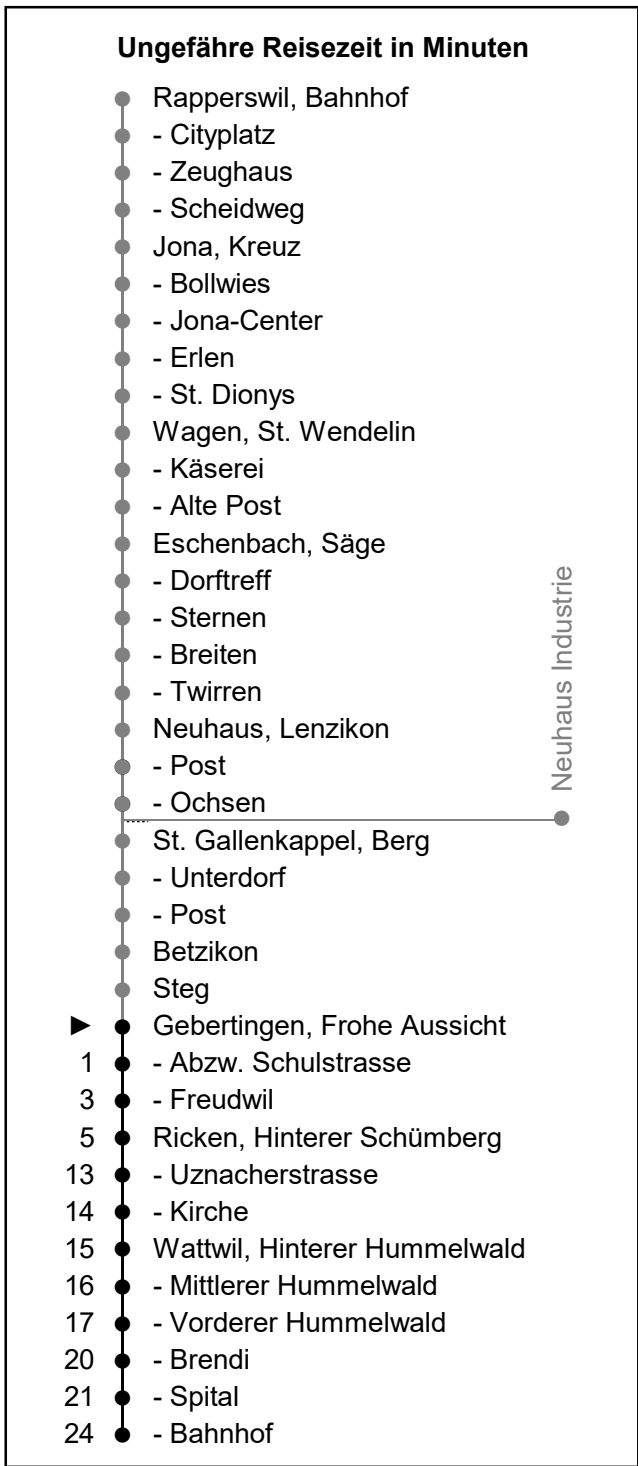 Ungefähre Reisezeit in Minuten
Rapperswil, Bahnhof
- Cityplatz
- Zeughaus
- Scheidweg
Jona, Kreuz
- Bollwies
- Jona-Center
- Erlen
- St. Dionys
Wagen, St. Wendelin
- Käserei
- Alte Post
Eschenbach, Säge
- Dorftreff
- Sternen
- Breiten
- Twirren
Neuhaus, Lenzikon
- Post
- Ochsen
Neuhaus Industrie
St. Gallenkappel, Berg
- Unterdorf
- Post
Betzikon
Steg
► Gebertingen, Frohe Aussicht
1 - Abzw. Schulstrasse
3 - Freudwil
5 Ricken, Hinterer Schümberg
13 - Uznacherstrasse
14 - Kirche
15 Wattwil, Hinterer Hummelwald
16 - Mittlerer Hummelwald
17 - Vorderer Hummelwald
20 - Brendi
21 - Spital
24 - Bahnhof